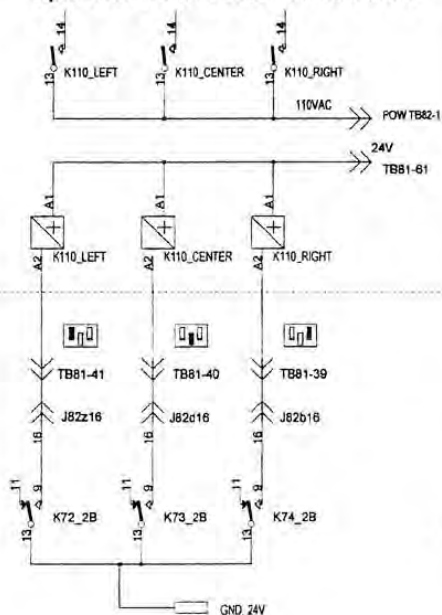 14 14 14
13 K110_LEFT 13 K110_CENTER 13 K110_RIGHT
110VAC
POW TB82-1
24V
TB81-61
A1 A1 A1
A2 K110_LEFT A2 K110_CENTER A2 K110_RIGHT
TB81-41 TB81-40 TB81-39
J82z16 J82d16 J82b16
16 16 16
11 9 11 9 11 9
K72_2B K73_2B K74_2B
13 13 13
GND_24V